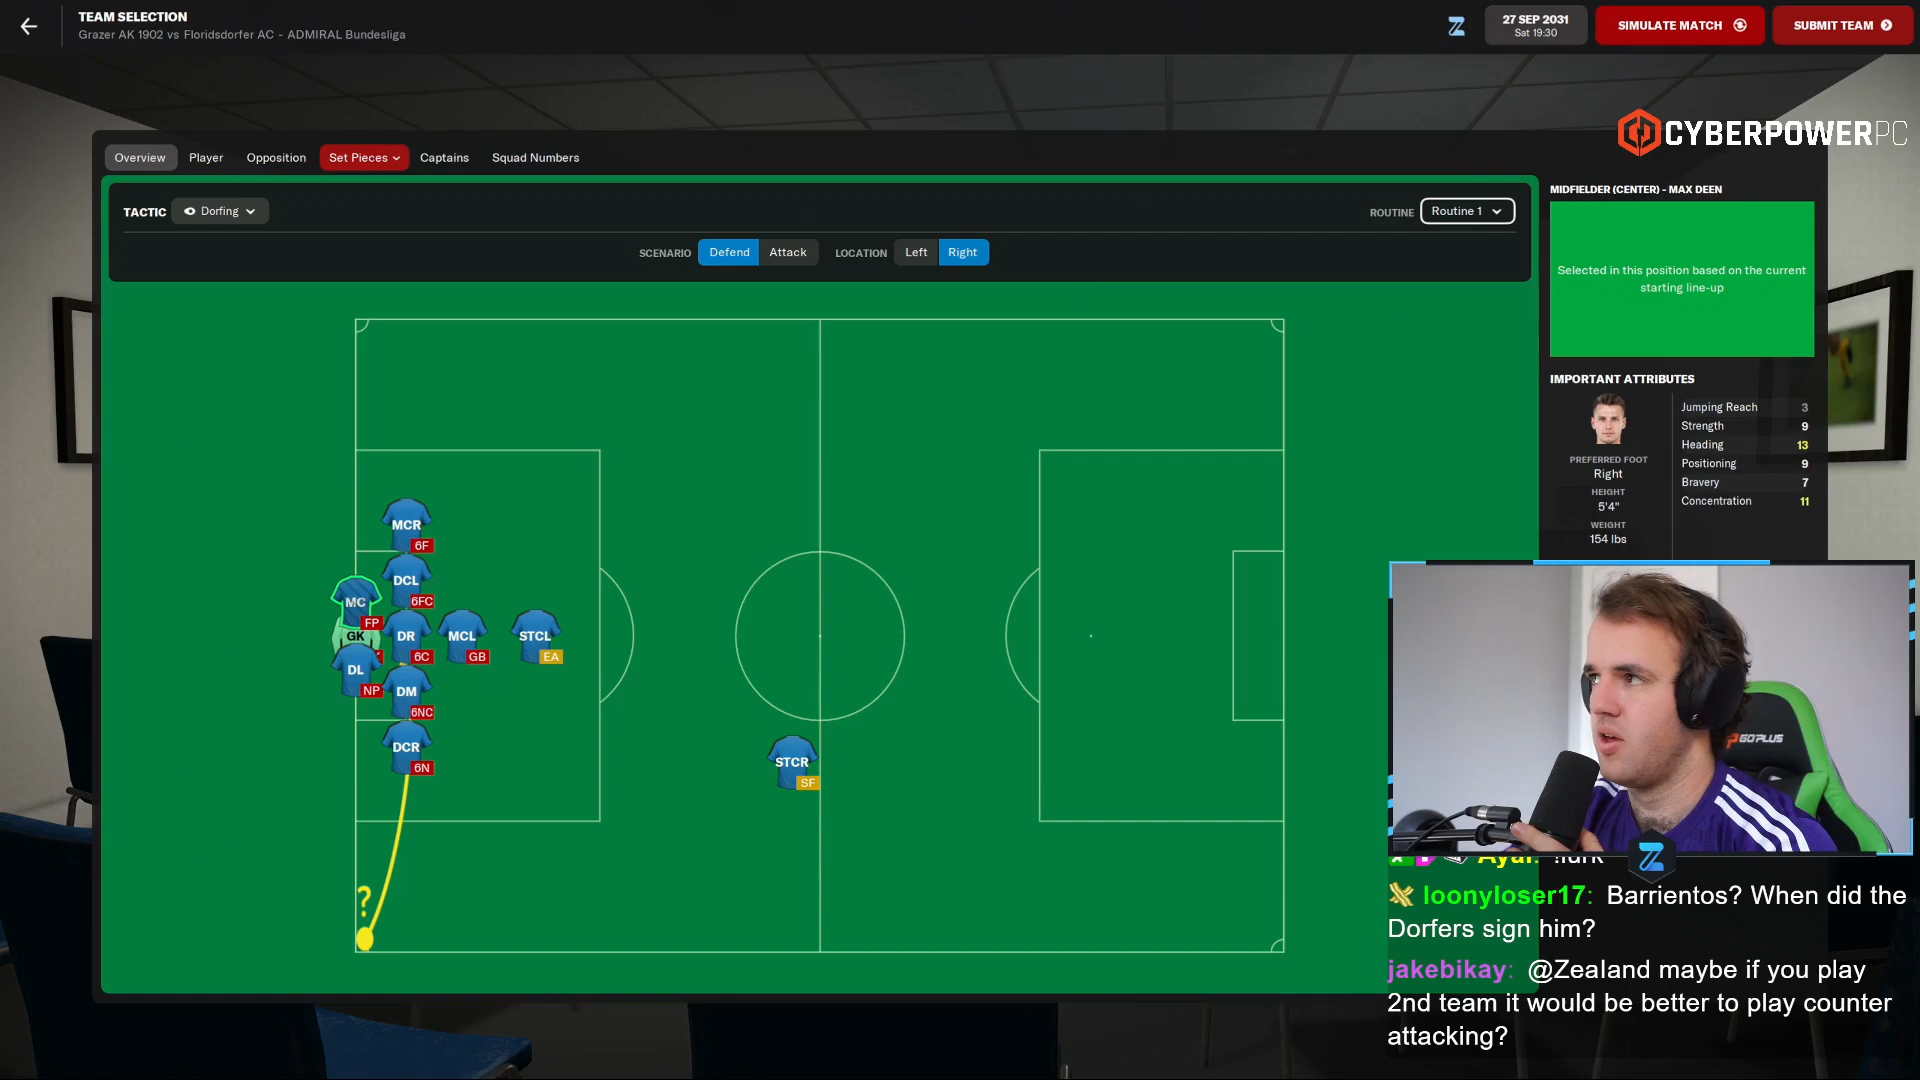 TEAM SELECTION
Grazer AK 1902 vs Floridsdorfer AC - ADMIRAL Bundesliga
27 SEP 2031
Sat 19:30
SIMULATE MATCH
SUBMIT TEAM
CYBERPOWERPC
Overview
Player
Opposition
Set Pieces
Captains
Squad Numbers
TACTIC
Dorfing
ROUTINE
Routine 1
SCENARIO
Defend
Attack
LOCATION
Left
Right
MIDFIELDER (CENTER) - MAX DEEN
Selected in this position based on the current
starting line-up
IMPORTANT ATTRIBUTES
Jumping Reach 3
Strength 9
Heading 13
Positioning 9
Bravery 7
Concentration 11
PREFERRED FOOT
Right
HEIGHT
5'4"
WEIGHT
154 lbs
MCR
6F
DCL
6FC
MC
FP
GK
DR
6C
MCL
GB
STCL
EA
DL
NP
DM
6NC
DCR
6N
STCR
SF
?
GOPLUS
Ayal: !lurk
loonyloser17: Barrientos? When did the
Dorfers sign him?
jakebikay: @Zealand maybe if you play
2nd team it would be better to play counter
attacking?